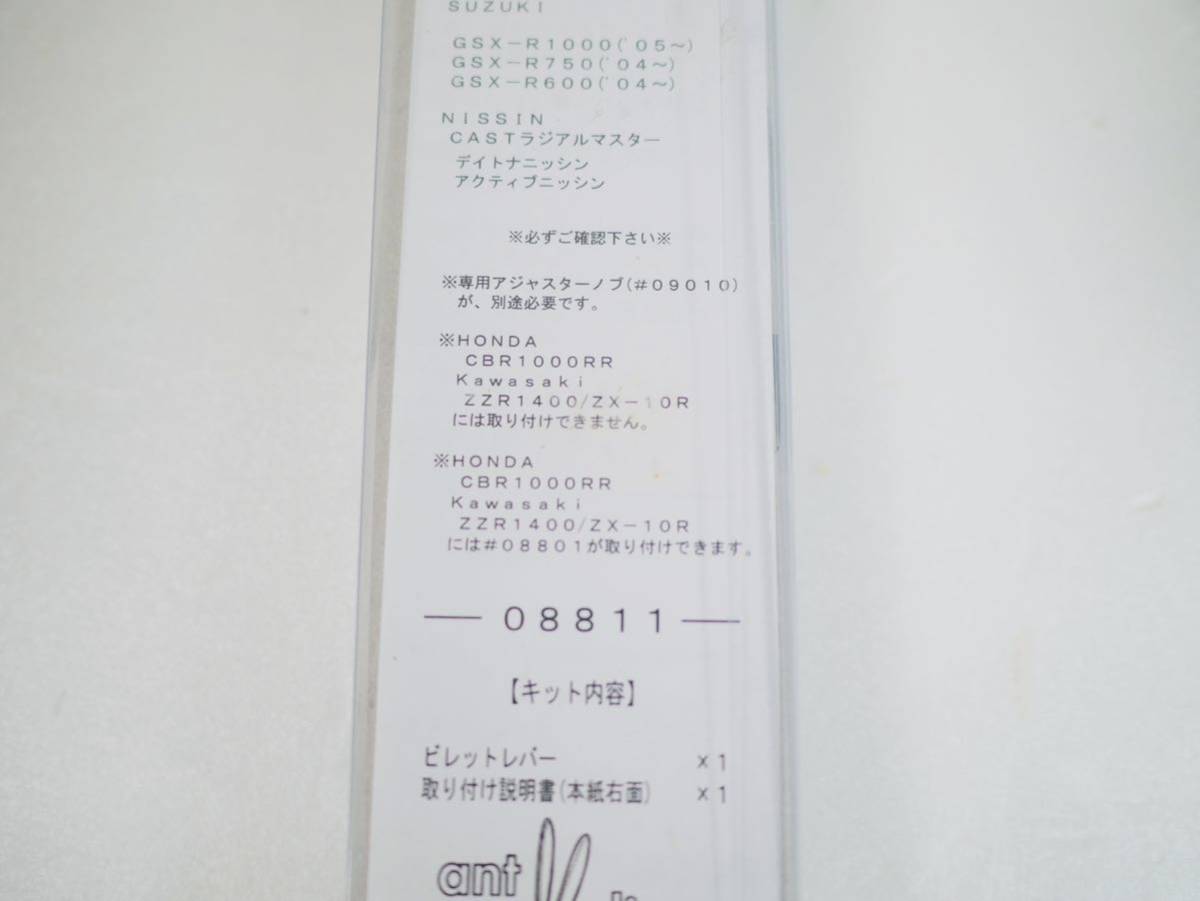 SUZUKI
GSX-R1000('05～)
GSX-R750('04～)
GSX-R600('04～)
NISSIN
CASTラジアルマスター
デイトナニッシン
アクティブニッシン
※必ずご確認下さい※
※専用アジャスターノブ(#09010)
が、別途必要です。
※HONDA
CBR1000RR
Kawasaki
ZZR1400/ZX-10R
には取り付けできません。
※HONDA
CBR1000RR
Kawasaki
ZZR1400/ZX-10R
には#08801が取り付けできます。
— 08811 —
【キット内容】
ビレットレバー ×1
取り付け説明書(本紙右面) ×1
ant